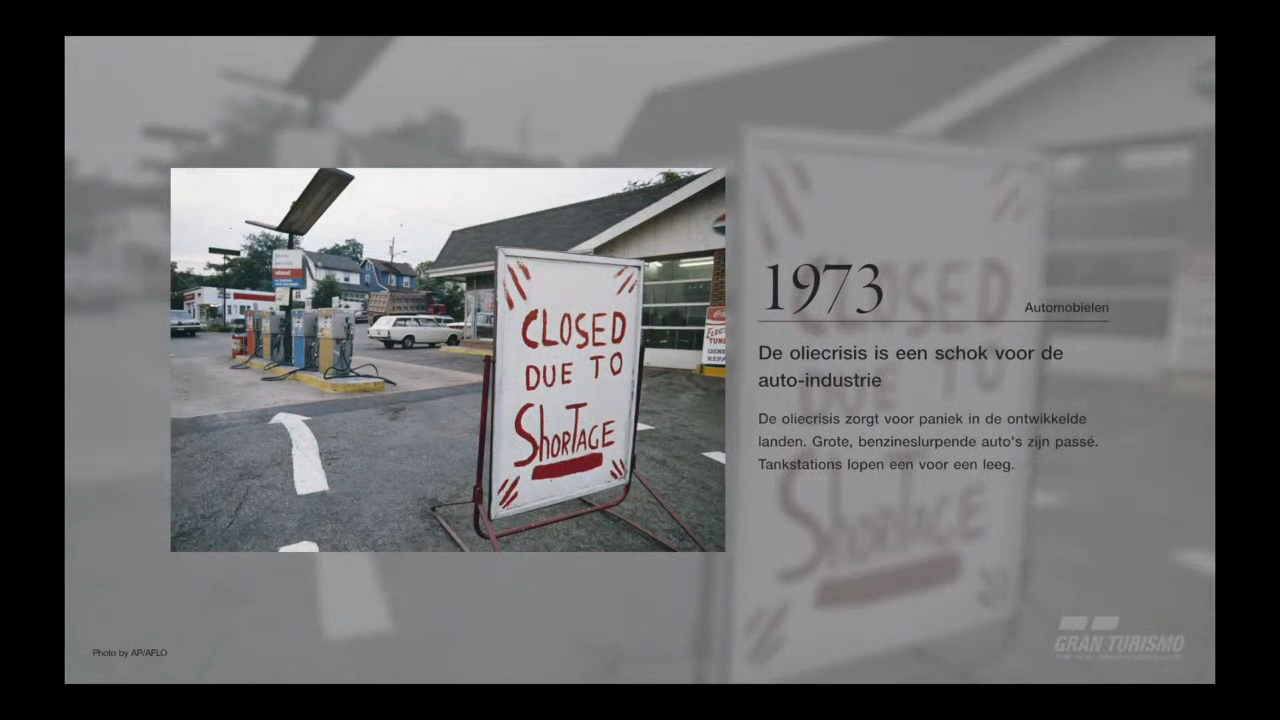 CLOSED
DUE TO
ShorTAGE
1973
Automobielen
De oliecrisis is een schok voor de
auto-industrie
De oliecrisis zorgt voor paniek in de ontwikkelde
landen. Grote, benzineslurpende auto's zijn passé.
Tankstations lopen een voor een leeg.
Photo by AP/AFLO
GRAN TURISMO